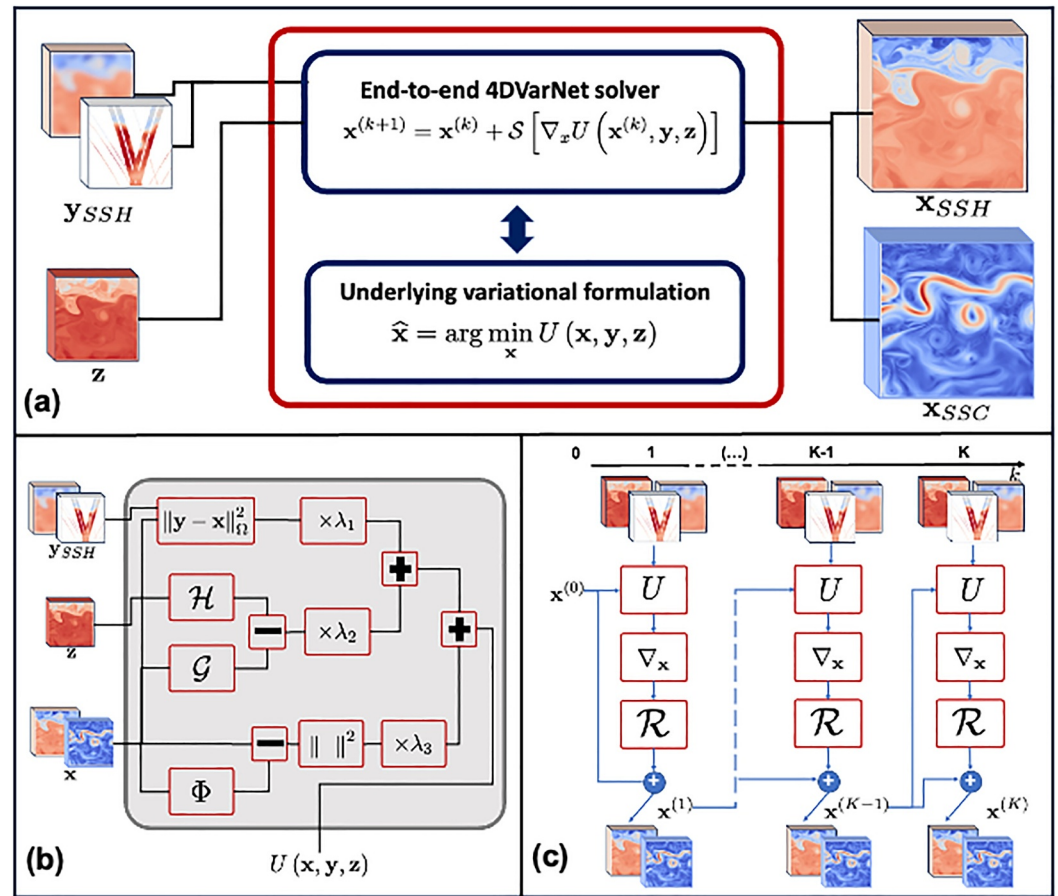 End-to-end 4DVarNet solver
x^(k+1) = x^(k) + S [∇_x U (x^(k), y, z)]
y_SSH
x_SSH
Underlying variational formulation
x̂ = arg min_x U (x, y, z)
z
x_SSC
(a)
‖y − x‖²_Ω
×λ₁
y_SSH
+
H
−
×λ₂
+
z
G
−
‖ ‖²
×λ₃
x
Φ
U (x, y, z)
(b)
0 1 (...) K-1 K
k
x^(0)
U U U
∇_x ∇_x ∇_x
R R R
+ + +
x^(1) x^(K−1) x^(K)
(c)